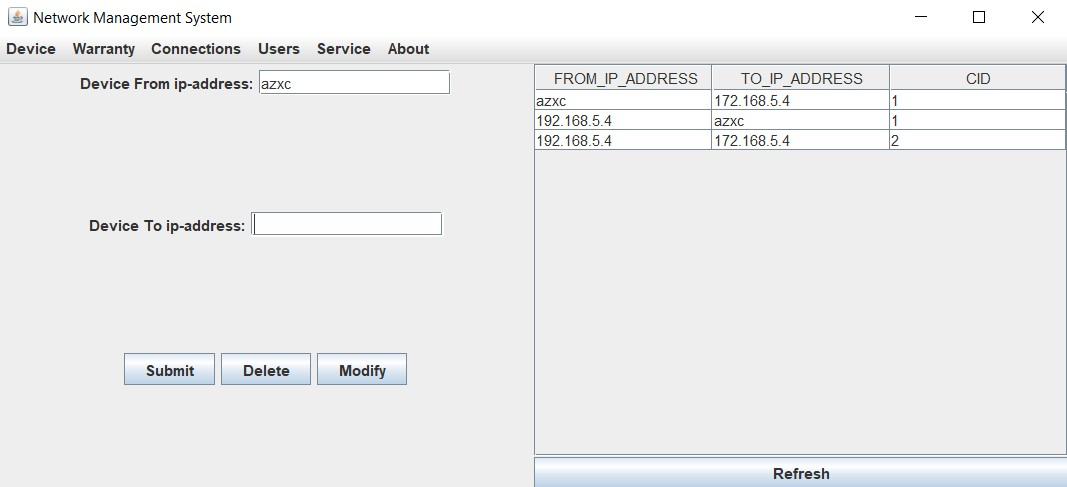 Network Management System
Device Warranty Connections Users Service About
Device From ip-address: azxc
Device To ip-address:
Submit Delete Modify
FROM_IP_ADDRESS TO_IP_ADDRESS CID
azxc 172.168.5.4 1
192.168.5.4 azxc 1
192.168.5.4 172.168.5.4 2
Refresh